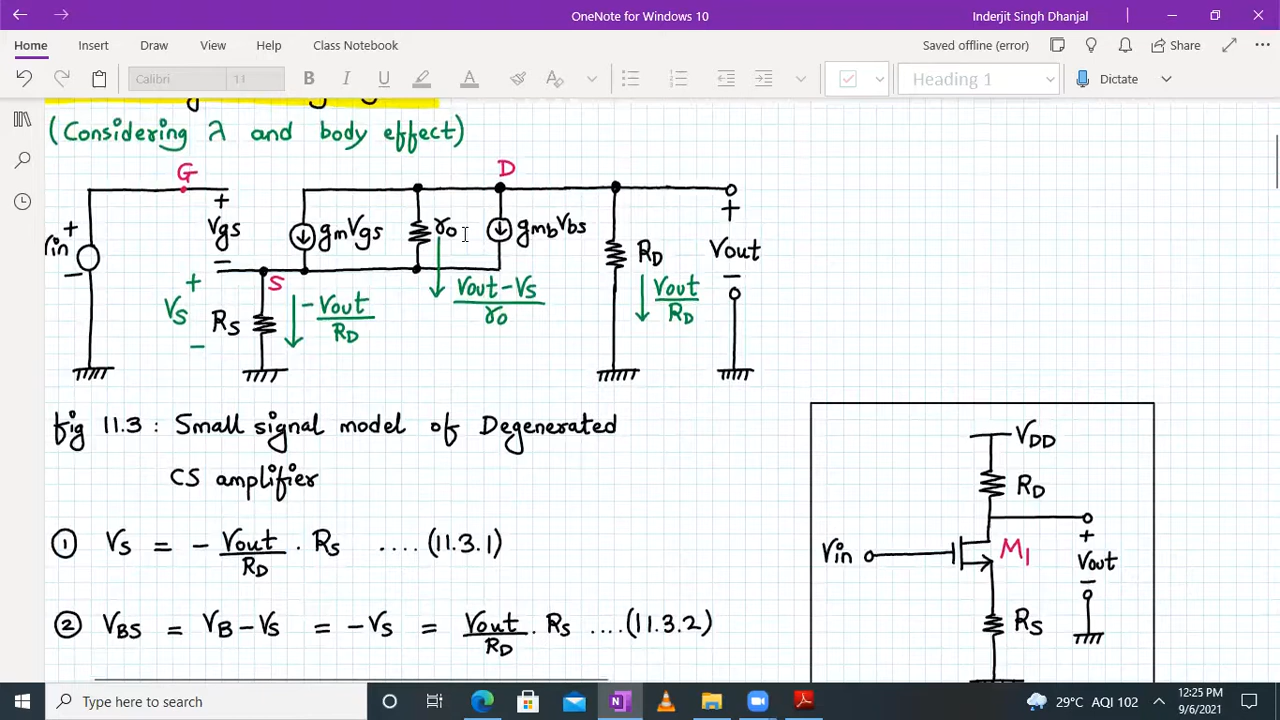 OneNote for Windows 10
Inderjit Singh Dhanjal
Home Insert Draw View Help Class Notebook
Saved offline (error) Share
Calibri 11 B I U A Heading 1 Dictate
(Considering λ and body effect)
G D
+ Vgs −
gmVgs
ro
gmbVbs
Vin + −
RD
+ Vout −
S
+ Vs −
Rs
-Vout/RD
Vout-Vs/ro
Vout/RD
fig 11.3 : Small signal model of Degenerated
CS amplifier
① Vs = - Vout/RD . Rs ....(11.3.1)
② VBS = VB-Vs = -Vs = Vout/RD . Rs ....(11.3.2)
VDD
RD
Vin
M1
+ Vout −
Rs
Type here to search
29°C AQI 102
12:25 PM
9/6/2021